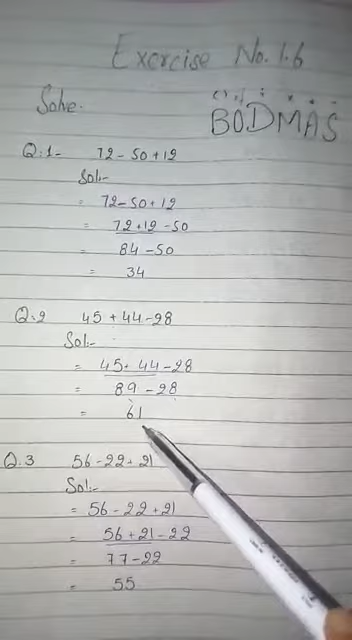 Exercise No. 1.6
Solve.
( ) , ÷ × + -
BODMAS
Q:1- 72-50+12
Sol:-
= 72-50+12
= 72+12-50
= 84-50
= 34
Q:2 45+44-28
Sol:-
= 45+44-28
= 89-28
= 61
Q.3 56-22+21
Sol:-
= 56-22+21
= 56+21-22
= 77-22
= 55